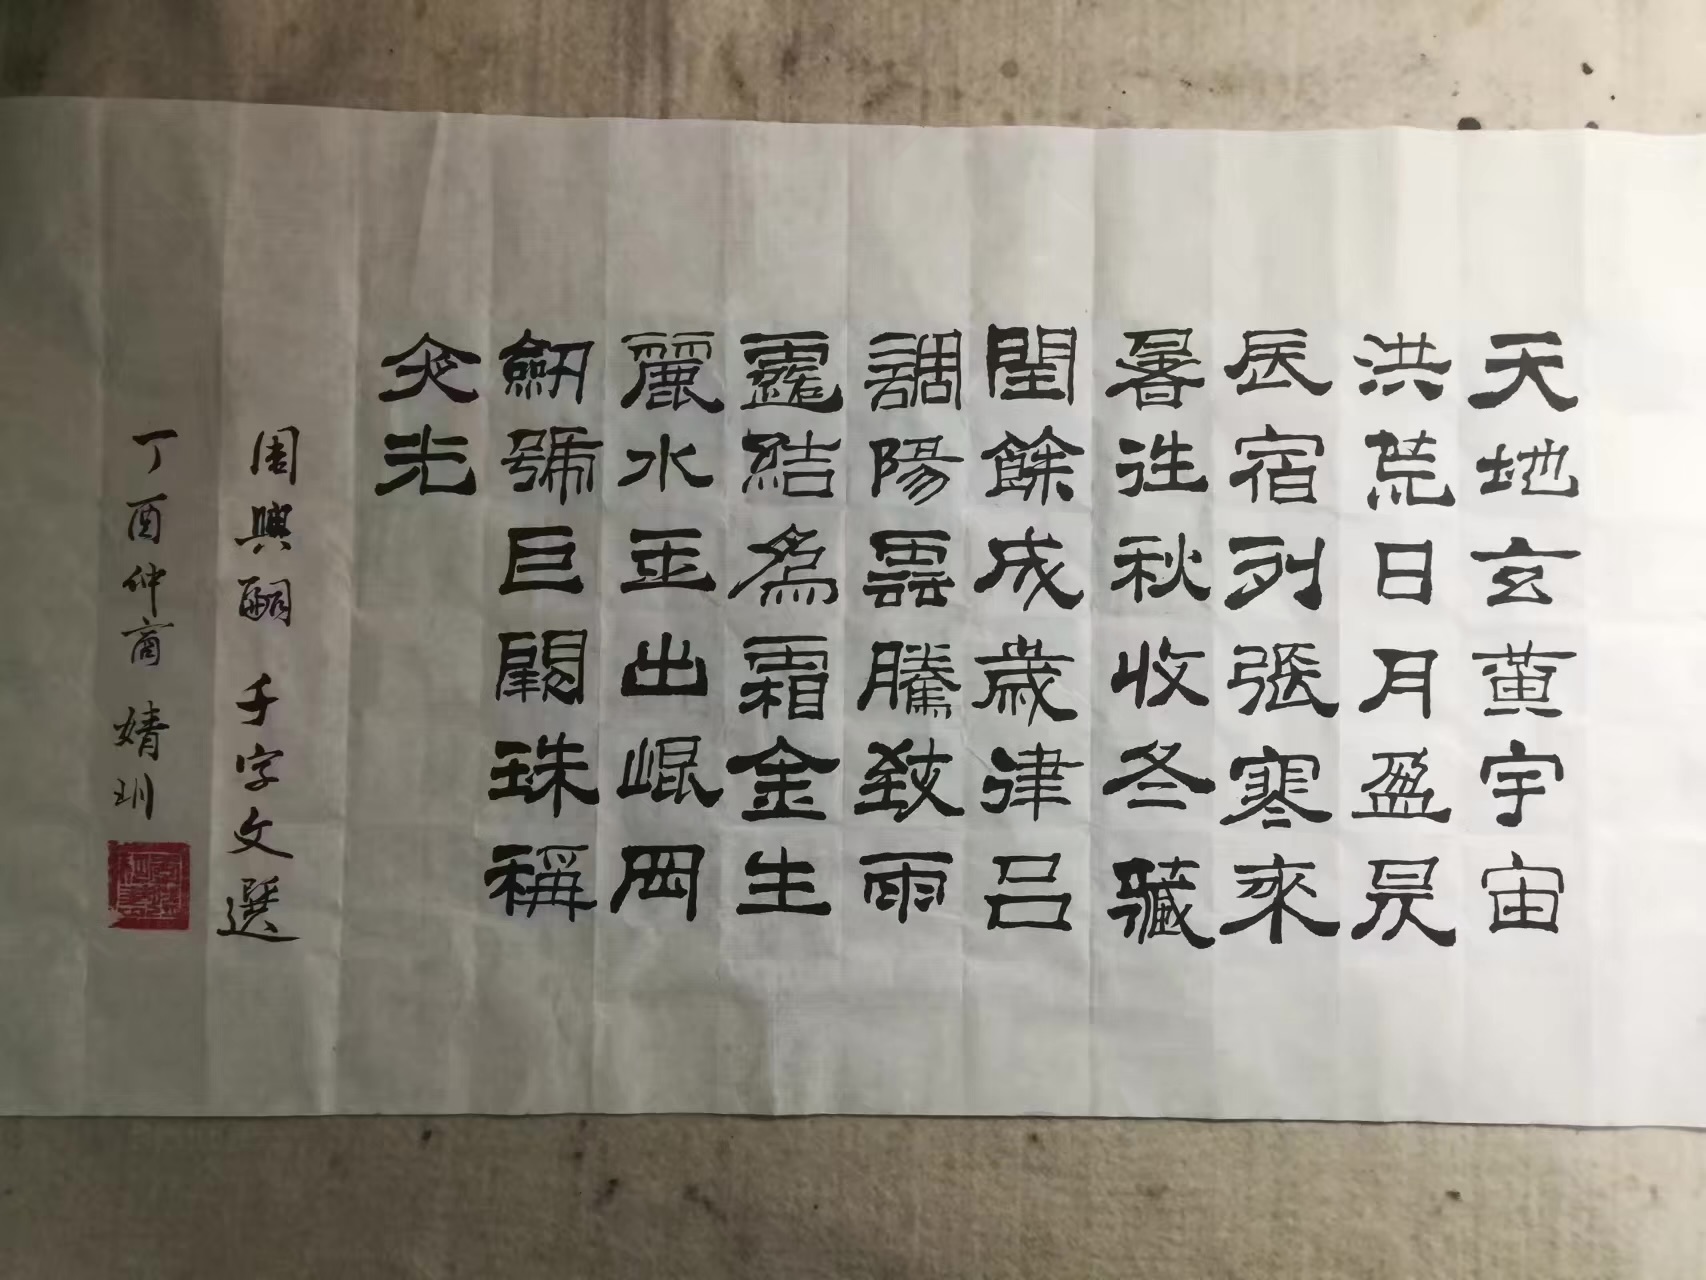 天地玄黃宇宙
洪荒日月盈昃
辰宿列張寒來
暑往秋收冬藏
閏餘成歲律呂
調陽雲騰致雨
露結為霜金生
麗水玉出崐岡
劒號巨闕珠稱
夜光
周興嗣 千字文選
丁酉仲商 婧玔